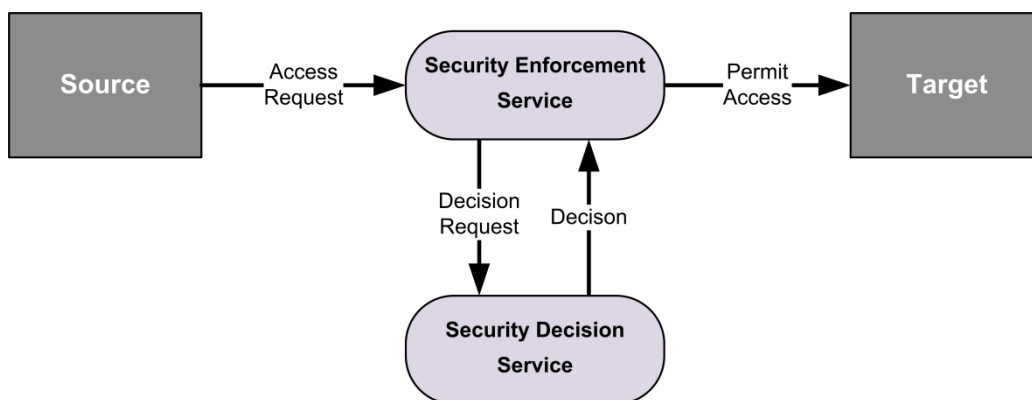 Source
Access
Request
Security Enforcement
Service
Permit
Access
Target
Decision
Request
Decison
Security Decision
Service